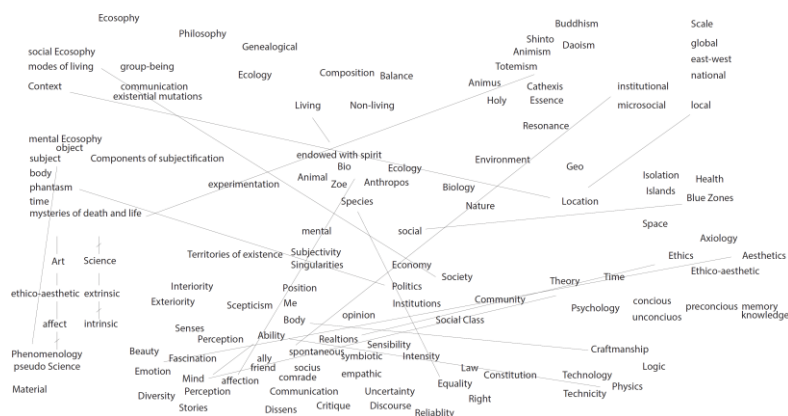 Ecosophy
Philosophy
Genealogical
Buddhism
Shinto
Animism
Daoism
Totemism
Scale
global
east-west
national
social Ecosophy
modes of living
group-being
Context
communication
existential mutations
Ecology
Composition
Balance
Living
Non-living
Animus
Cathexis
Holy
Essence
Resonance
institutional
microsocial
local
mental Ecosophy
object
subject
Components of subjectification
body
phantasm
time
mysteries of death and life
experimentation
endowed with spirit
Bio
Ecology
Animal
Zoe
Anthropos
Species
Biology
Nature
Environment
Geo
Location
Isolation
Health
Islands
Blue Zones
Space
mental
social
Art
Science
ethico-aesthetic
extrinsic
affect
intrinsic
Phenomenology
pseudo Science
Material
Territories of existence
Subjectivity
Singularities
Economy
Society
Axiology
Ethics
Aesthetics
Ethico-aesthetic
Interiority
Exteriority
Position
Scepticism
Me
Body
Politics
Institutions
Community
Theory
Time
opinion
Social Class
Psychology
concious
unconciuos
preconcious
memory
knowledge
Senses
Perception
Ability
Realtions
Sensibility
Beauty
Fascination
Emotion
ally
friend
spontaneous
symbiotic
Intensity
socius
comrade
empathic
Mind
affection
Craftmanship
Logic
Law
Constitution
Technology
Physics
Technicity
Equality
Right
Diversity
Perception
Stories
Communication
Uncertainty
Dissens
Critique
Discourse
Reliablity